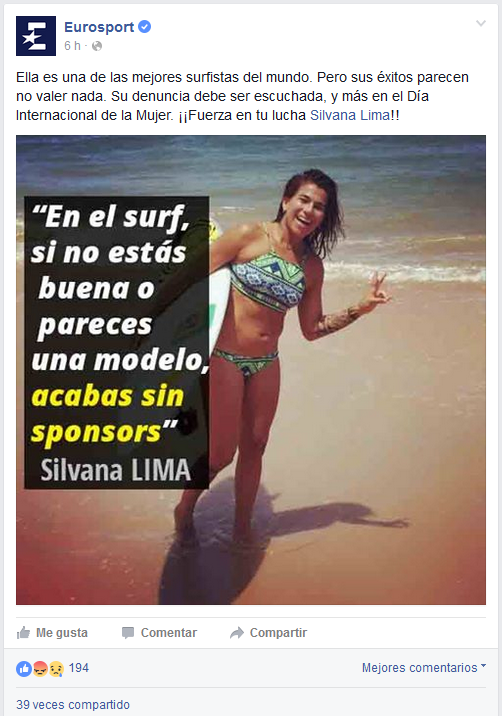 Eurosport
6 h ·
Ella es una de las mejores surfistas del mundo. Pero sus éxitos parecen
no valer nada. Su denuncia debe ser escuchada, y más en el Día
Internacional de la Mujer. ¡¡Fuerza en tu lucha Silvana Lima!!
“En el surf,
si no estás
buena o
pareces
una modelo,
acabas sin
sponsors”
Silvana LIMA
Me gusta Comentar Compartir
194 Mejores comentarios
39 veces compartido